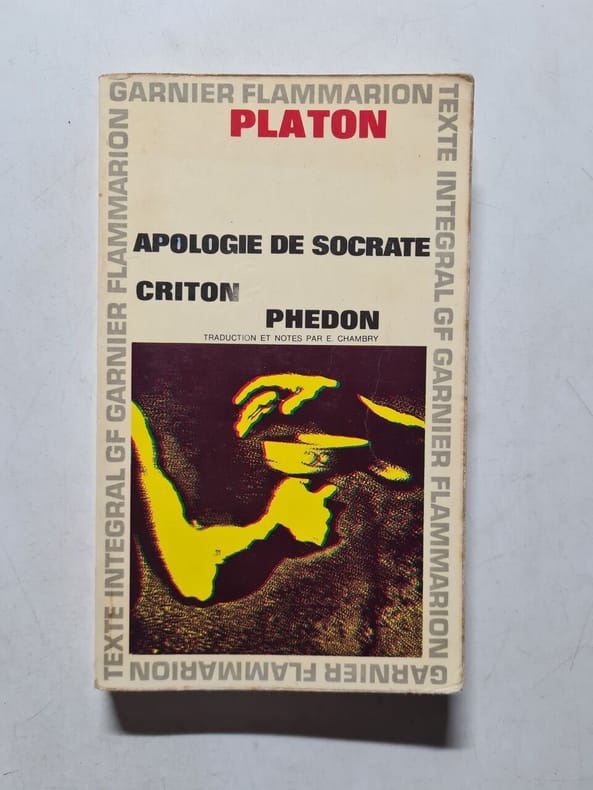 GARNIER FLAMMARION
TEXTE INTEGRAL GF GARNIER FLAMMARION
PLATON
APOLOGIE DE SOCRATE
CRITON
PHEDON
TRADUCTION ET NOTES PAR E. CHAMBRY
TEXTE INTEGRAL GF GARNIER FLAMMARION
GARNIER FLAMMARION